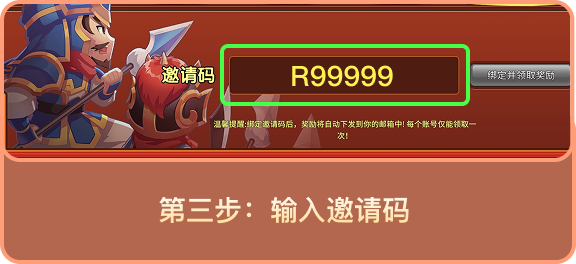 邀请码
R99999
绑定并领取奖励
温馨提醒:绑定邀请码后，奖励将自动下发到你的邮箱中! 每个账号仅能领取一
次!
第三步：输入邀请码